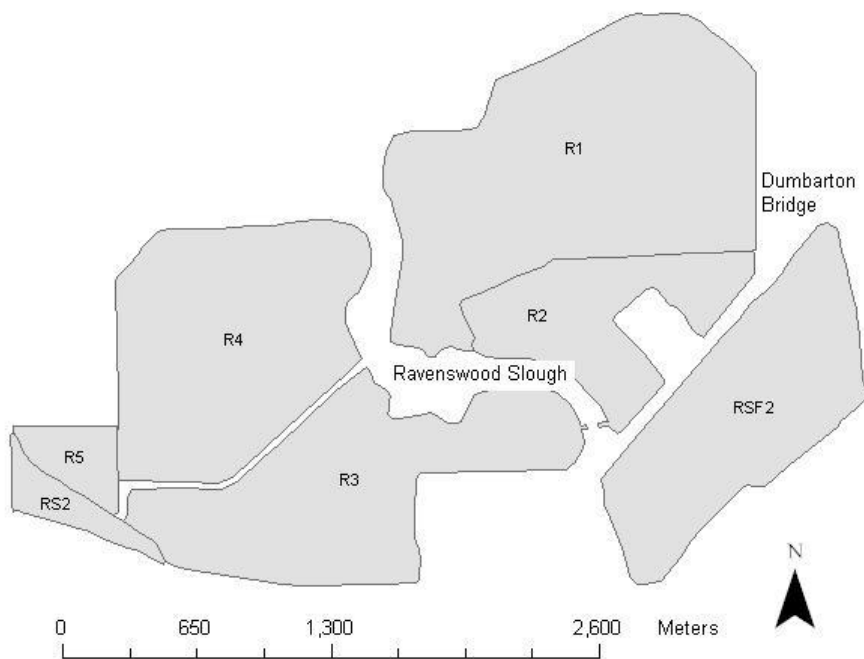 R1
Dumbarton
Bridge
R2
R4
Ravenswood Slough
RSF2
R5
R3
RS2
N
0 650 1,300 2,600 Meters